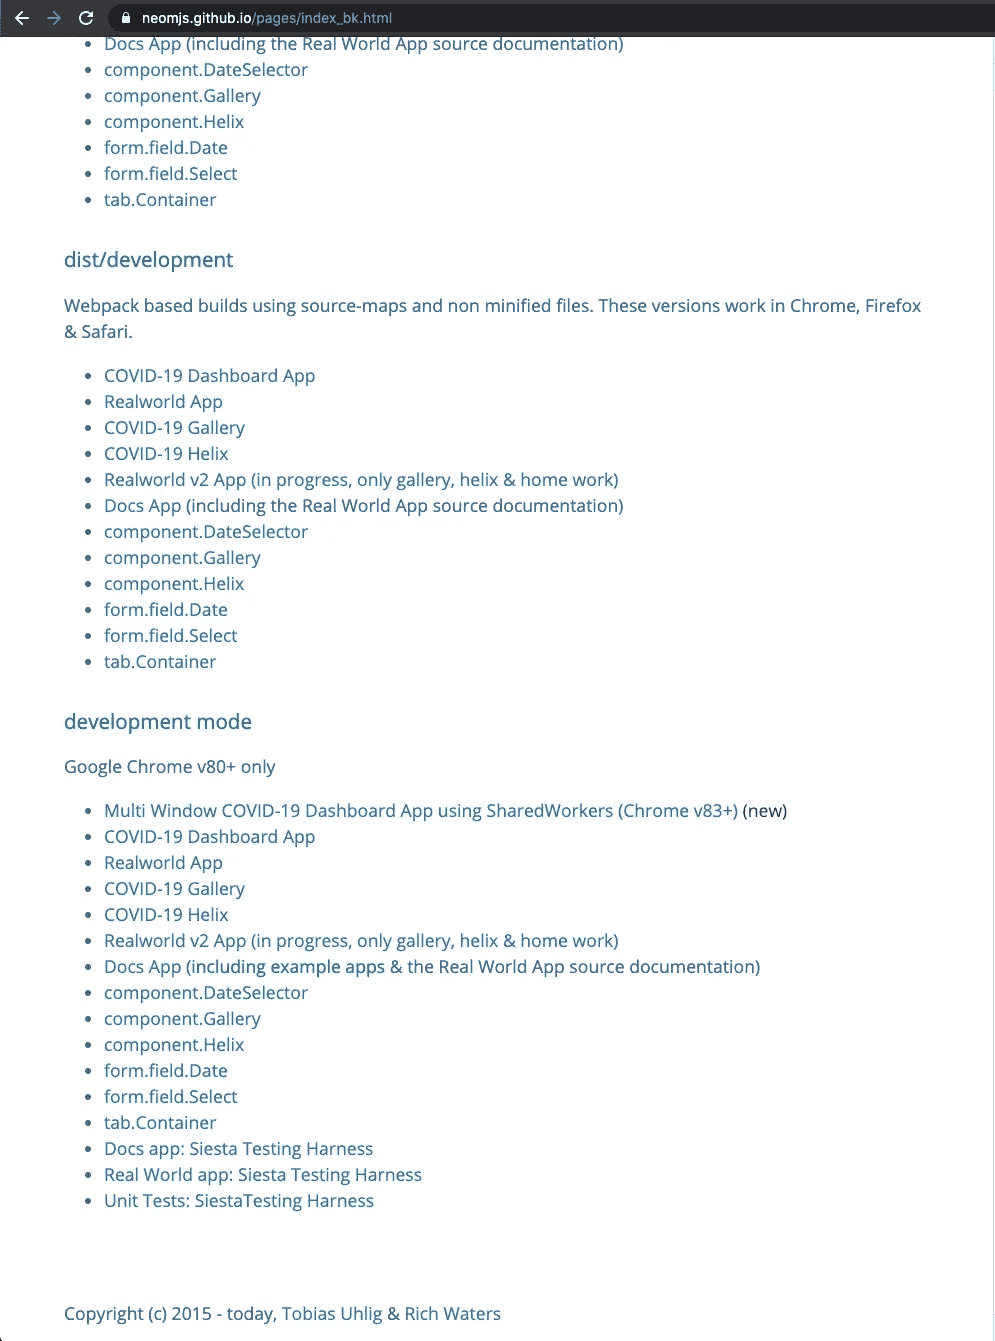 neomjs.github.io/pages/index_bk.html
Docs App (including the Real World App source documentation)
component.DateSelector
component.Gallery
component.Helix
form.field.Date
form.field.Select
tab.Container
dist/development
Webpack based builds using source-maps and non minified files. These versions work in Chrome, Firefox
& Safari.
COVID-19 Dashboard App
Realworld App
COVID-19 Gallery
COVID-19 Helix
Realworld v2 App (in progress, only gallery, helix & home work)
Docs App (including the Real World App source documentation)
component.DateSelector
component.Gallery
component.Helix
form.field.Date
form.field.Select
tab.Container
development mode
Google Chrome v80+ only
Multi Window COVID-19 Dashboard App using SharedWorkers (Chrome v83+) (new)
COVID-19 Dashboard App
Realworld App
COVID-19 Gallery
COVID-19 Helix
Realworld v2 App (in progress, only gallery, helix & home work)
Docs App (including example apps & the Real World App source documentation)
component.DateSelector
component.Gallery
component.Helix
form.field.Date
form.field.Select
tab.Container
Docs app: Siesta Testing Harness
Real World app: Siesta Testing Harness
Unit Tests: SiestaTesting Harness
Copyright (c) 2015 - today, Tobias Uhlig & Rich Waters